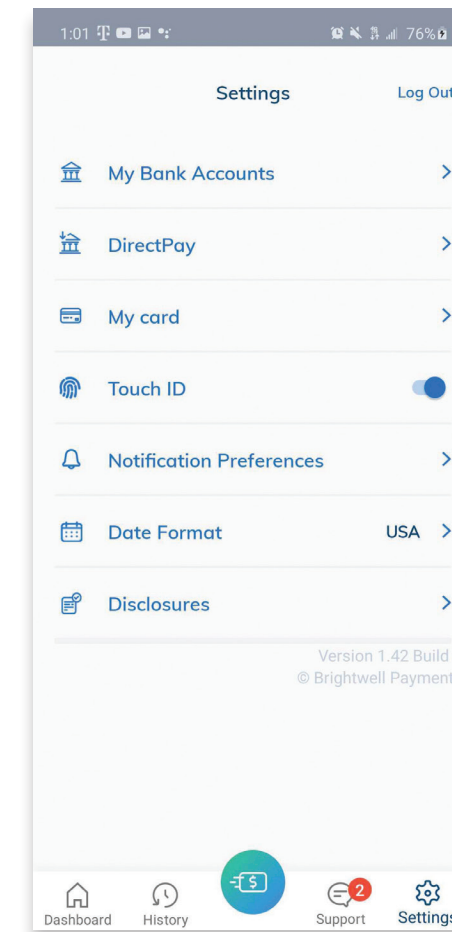 1:01 76%
Settings Log Out
My Bank Accounts
DirectPay
My card
Touch ID
Notification Preferences
Date Format USA
Disclosures
Version 1.42 Build
© Brightwell Payment
$
2
Dashboard History Support Settings